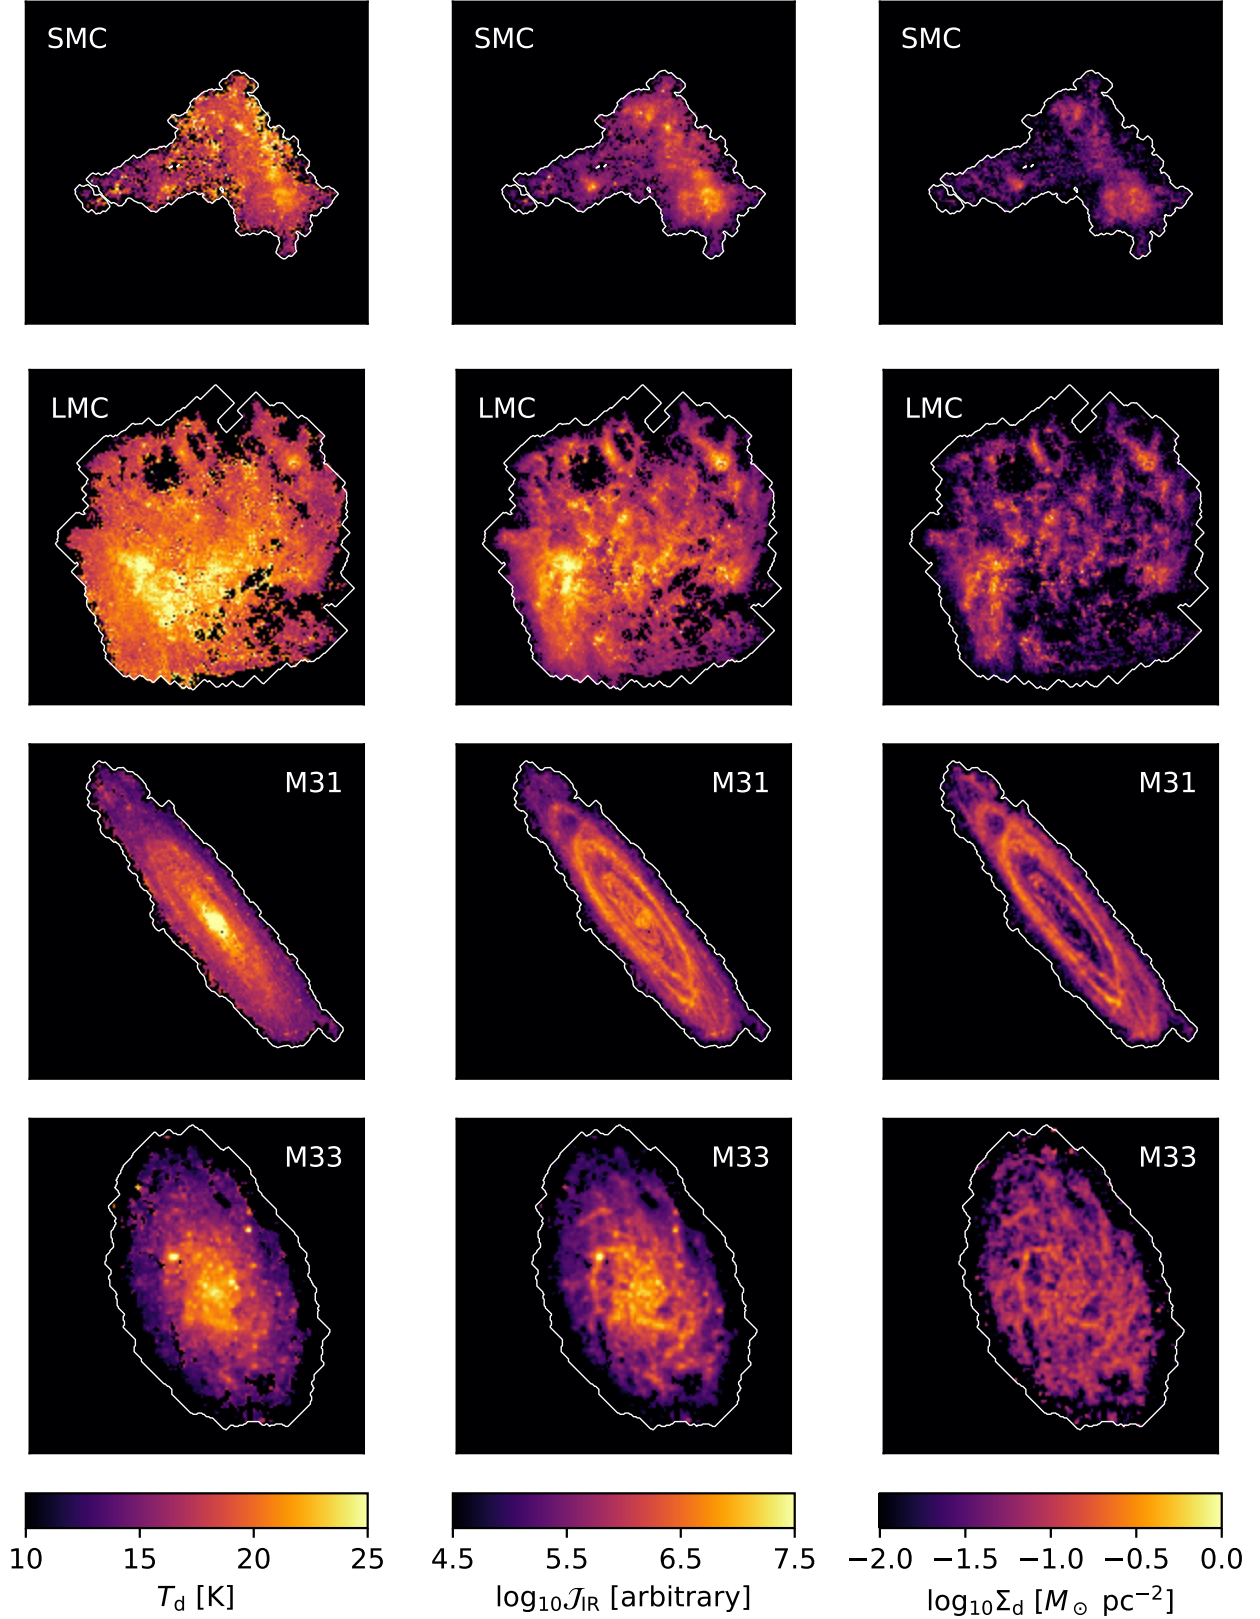 SMC SMC SMC
LMC LMC LMC
M31 M31 M31
M33 M33 M33
10 15 20 25 4.5 5.5 6.5 7.5 −2.0 −1.5 −1.0 −0.5 0.0
T_d [K] log₁₀𝒥_IR [arbitrary] log₁₀Σ_d [M_⊙ pc⁻²]